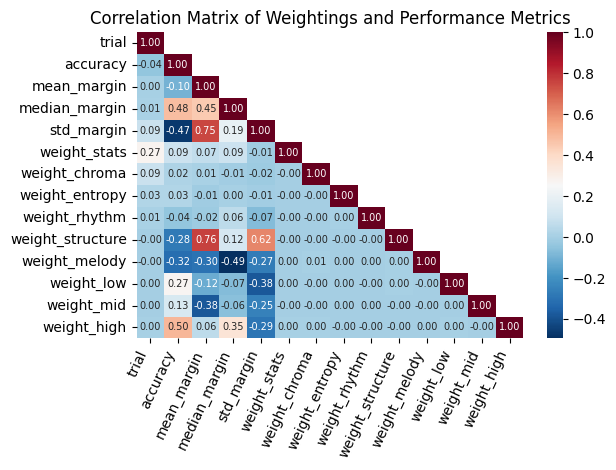 Correlation Matrix of Weightings and Performance Metrics
trial 1.00
accuracy -0.04 1.00
mean_margin 0.00 -0.10 1.00
median_margin 0.01 0.48 0.45 1.00
std_margin 0.09 -0.47 0.75 0.19 1.00
weight_stats 0.27 0.09 0.07 0.09 -0.01 1.00
weight_chroma 0.09 0.02 0.01 -0.01 -0.02 -0.00 1.00
weight_entropy 0.03 0.03 -0.01 0.00 -0.01 -0.00 -0.00 1.00
weight_rhythm 0.01 -0.04 -0.02 0.06 -0.07 -0.00 -0.00 0.00 1.00
weight_structure -0.00 -0.28 0.76 0.12 0.62 -0.00 -0.00 -0.00 -0.00 1.00
weight_melody -0.00 -0.32 -0.30 -0.49 -0.27 -0.00 0.01 0.00 -0.00 0.00 1.00
weight_low 0.00 0.27 -0.12 -0.07 -0.38 -0.00 -0.00 -0.00 -0.00 -0.00 -0.00 1.00
weight_mid 0.00 0.13 -0.38 -0.06 -0.25 -0.00 -0.00 0.00 -0.00 0.00 -0.00 -0.00 1.00
weight_high 0.00 0.50 0.06 0.35 -0.29 0.00 0.00 -0.00 0.00 0.00 0.00 -0.00 -0.00 1.00
trial
accuracy
mean_margin
median_margin
std_margin
weight_stats
weight_chroma
weight_entropy
weight_rhythm
weight_structure
weight_melody
weight_low
weight_mid
weight_high
1.0
0.8
0.6
0.4
0.2
0.0
−0.2
−0.4